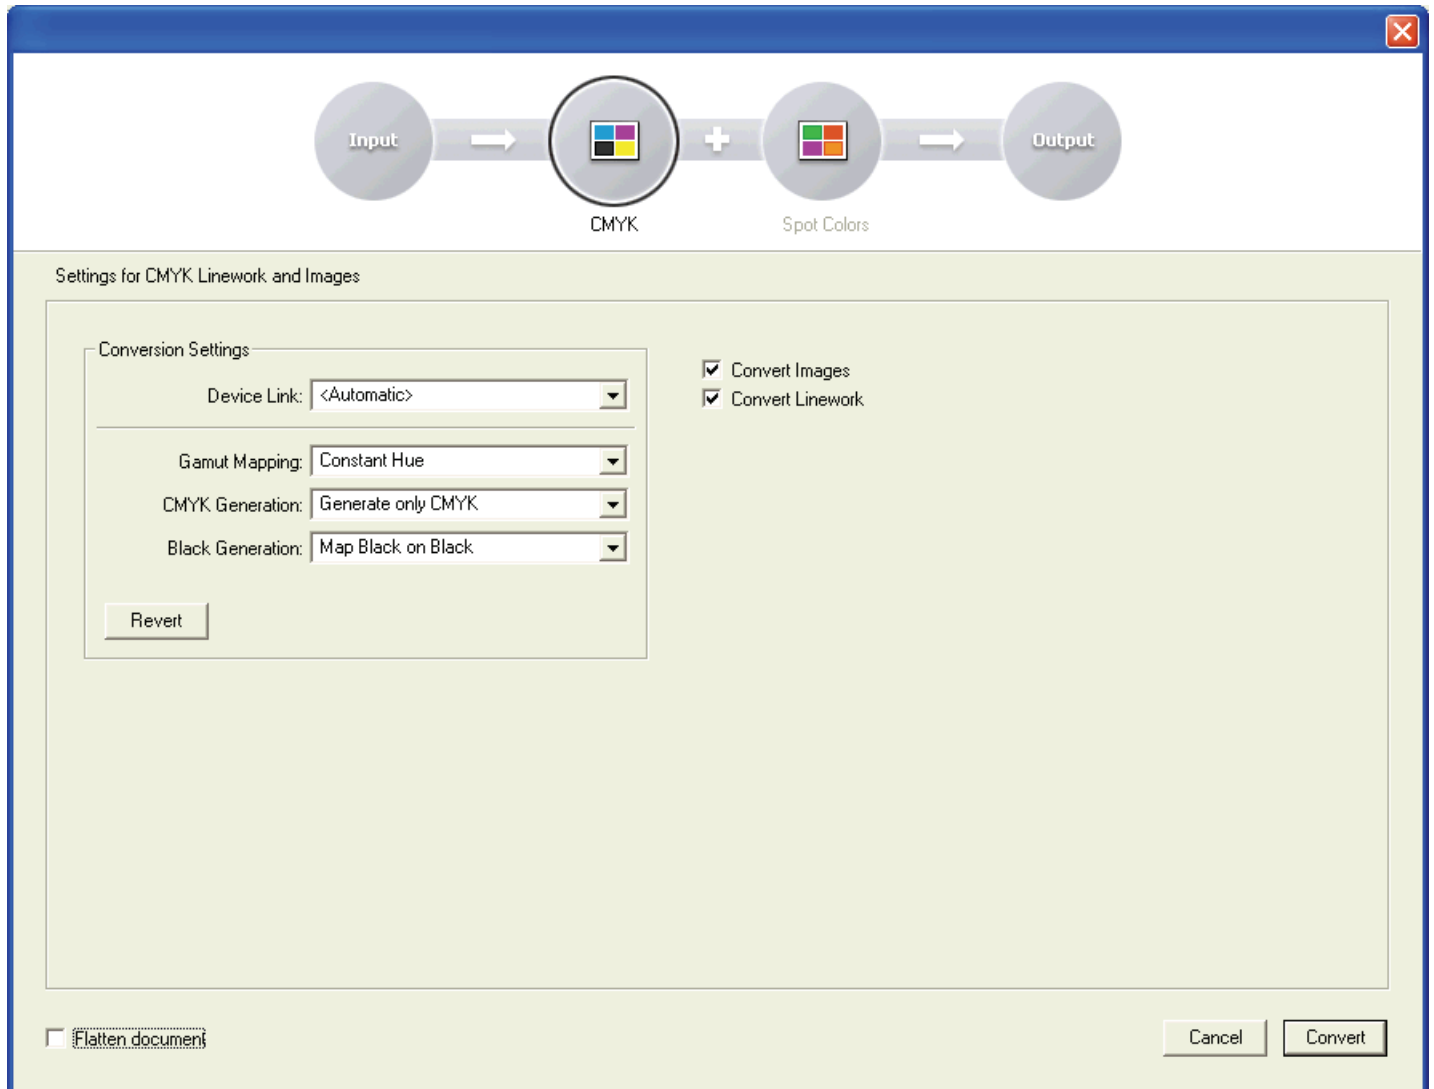 Input
Output
CMYK
Spot Colors
Settings for CMYK Linework and Images
Conversion Settings
Device Link: <Automatic>
Gamut Mapping: Constant Hue
CMYK Generation: Generate only CMYK
Black Generation: Map Black on Black
Revert
Convert Images
Convert Linework
Flatten document
Cancel
Convert